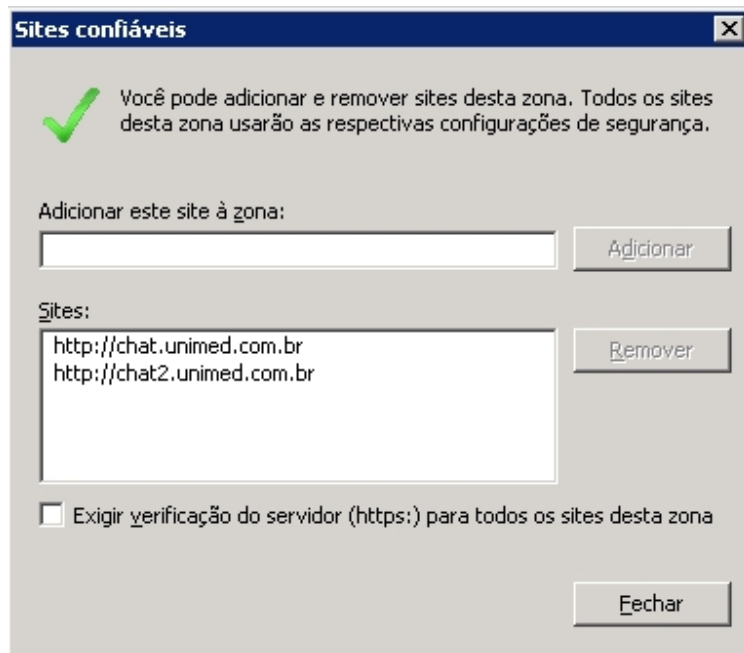 Sites confiáveis
Você pode adicionar e remover sites desta zona. Todos os sites
desta zona usarão as respectivas configurações de segurança.
Adicionar este site à zona:
Adicionar
Sites:
http://chat.unimed.com.br
http://chat2.unimed.com.br
Remover
Exigir verificação do servidor (https:) para todos os sites desta zona
Fechar